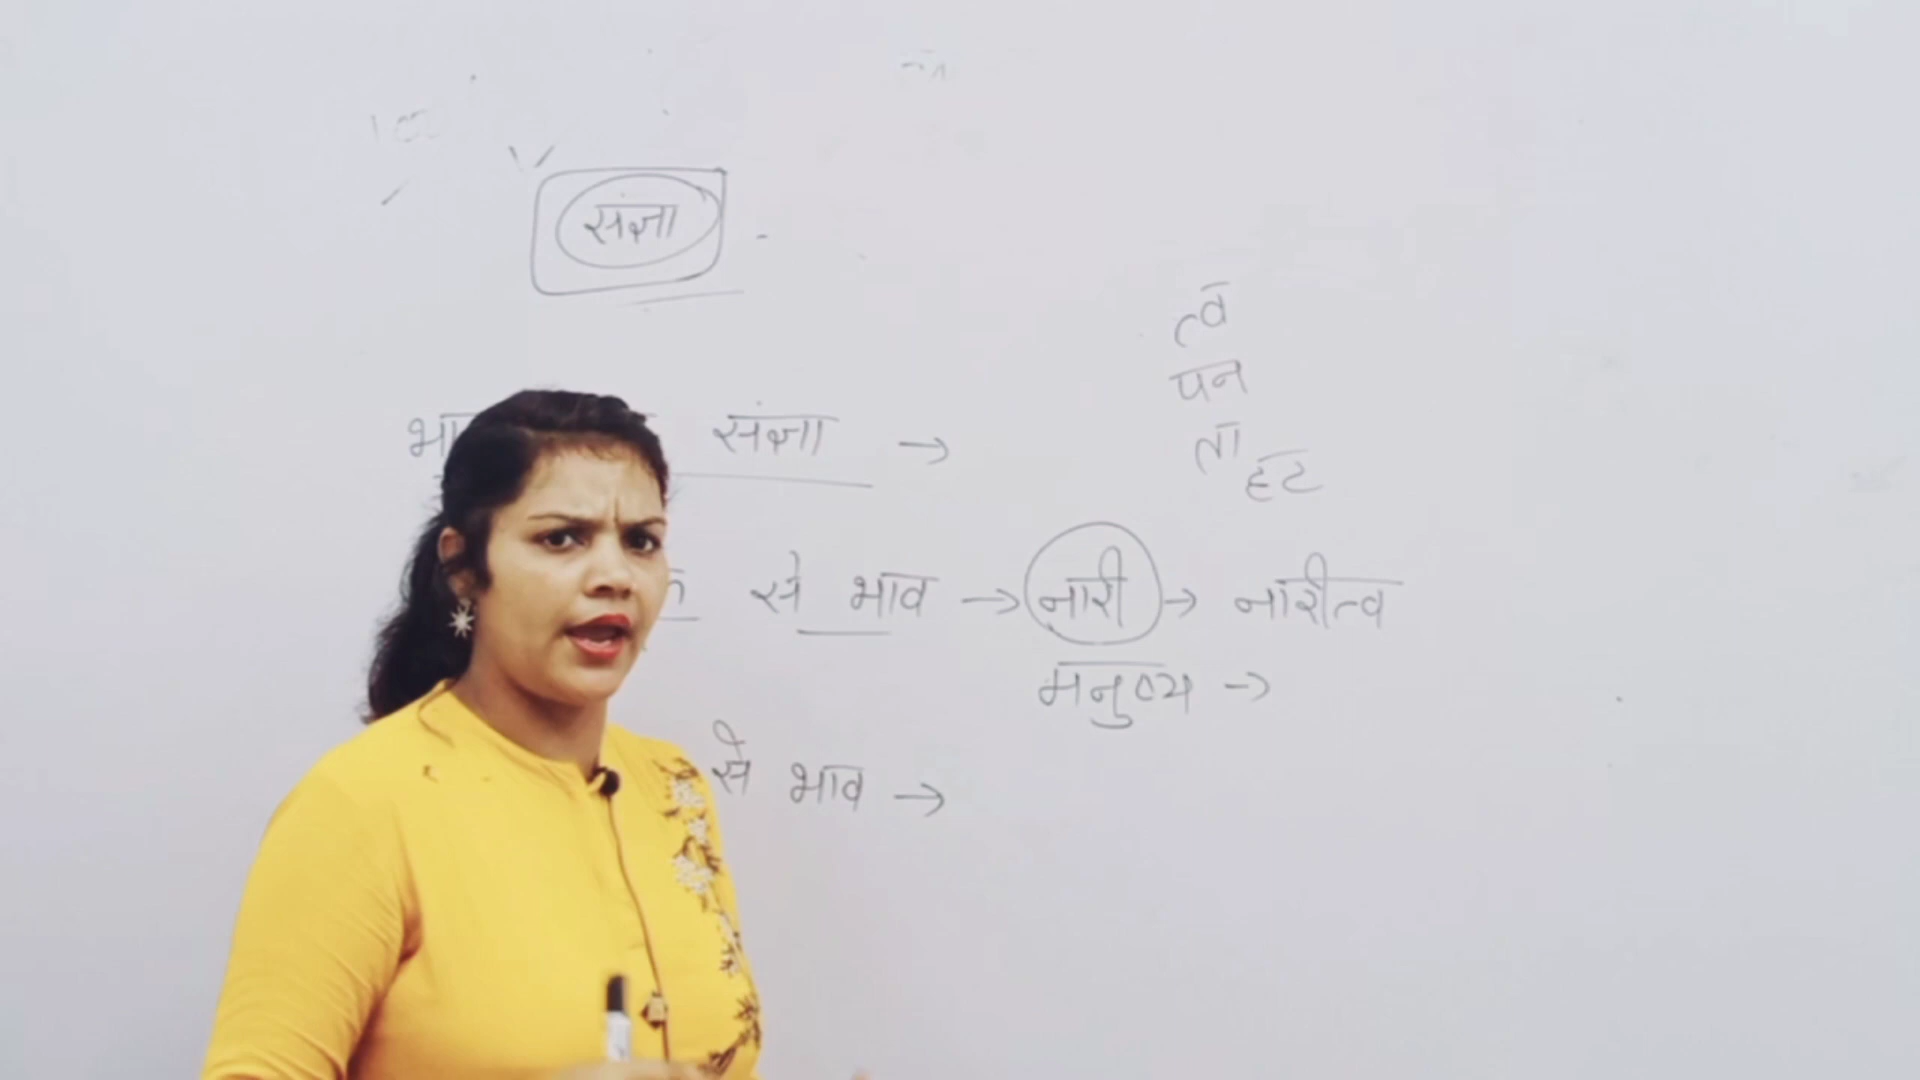 संज्ञा
त्व
पन
ता
हट
संज्ञा →
से भाव → नारी → नारीत्व
मनुष्य →
से भाव →